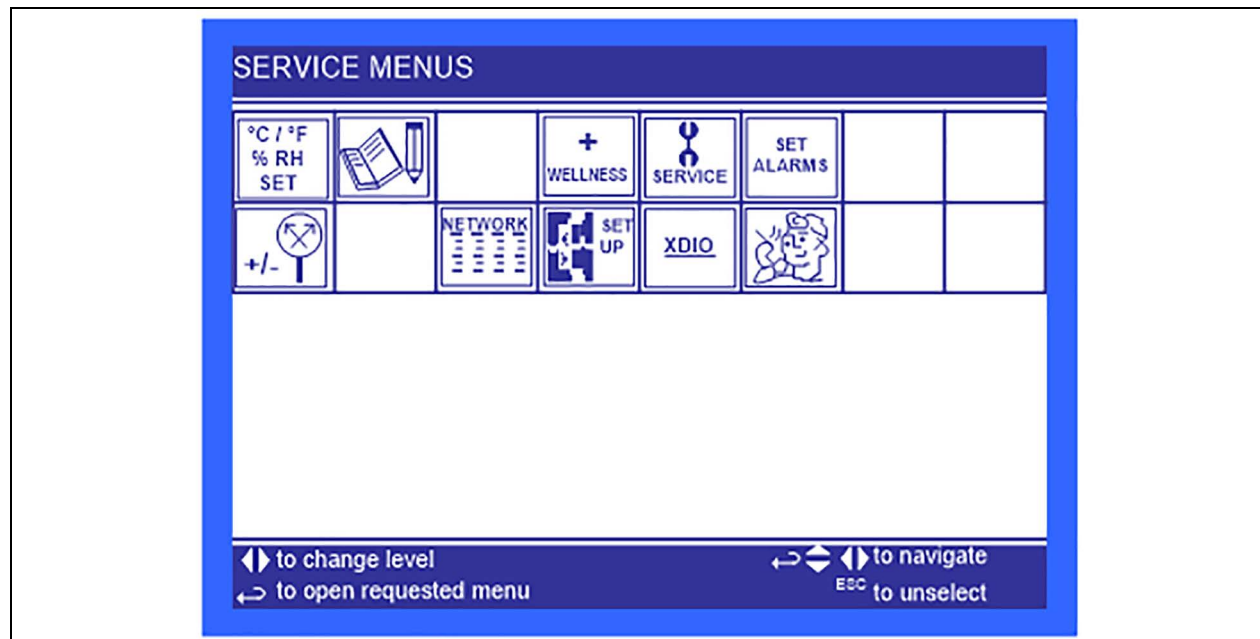 SERVICE MENUS
°C / °F
% RH
SET
+
WELLNESS
SERVICE
SET
ALARMS
+/-
NETWORK
SET
UP
XDIO
to change level
to navigate
to open requested menu
ESC to unselect